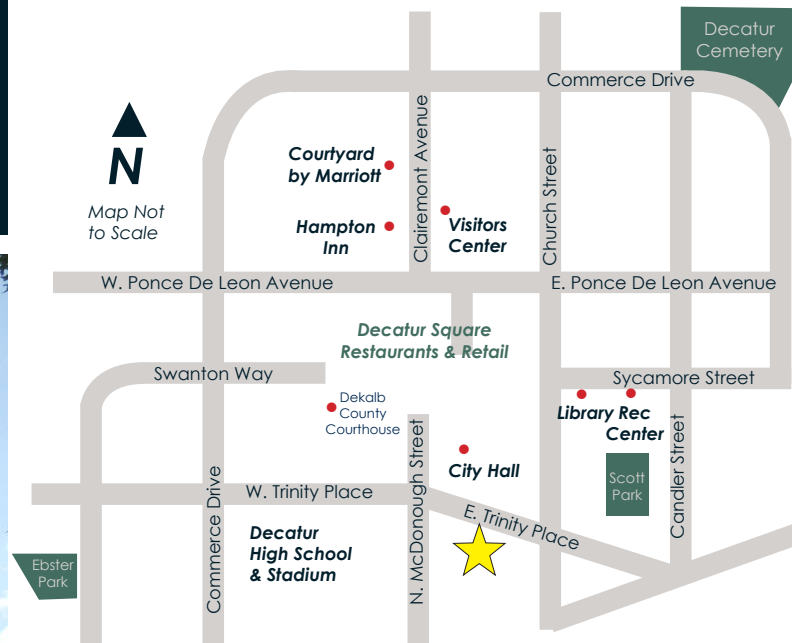 Decatur
Cemetery
Commerce Drive
N
Map Not
to Scale
Courtyard
by Marriott
Clairemont Avenue
Church Street
Hampton
Inn
Visitors
Center
W. Ponce De Leon Avenue
E. Ponce De Leon Avenue
Decatur Square
Restaurants & Retail
Swanton Way
Sycamore Street
Dekalb
County
Courthouse
Library
Rec
Center
N. McDonough Street
City Hall
Candler Street
Scott
Park
W. Trinity Place
E. Trinity Place
Commerce Drive
Decatur
High School
& Stadium
Ebster
Park